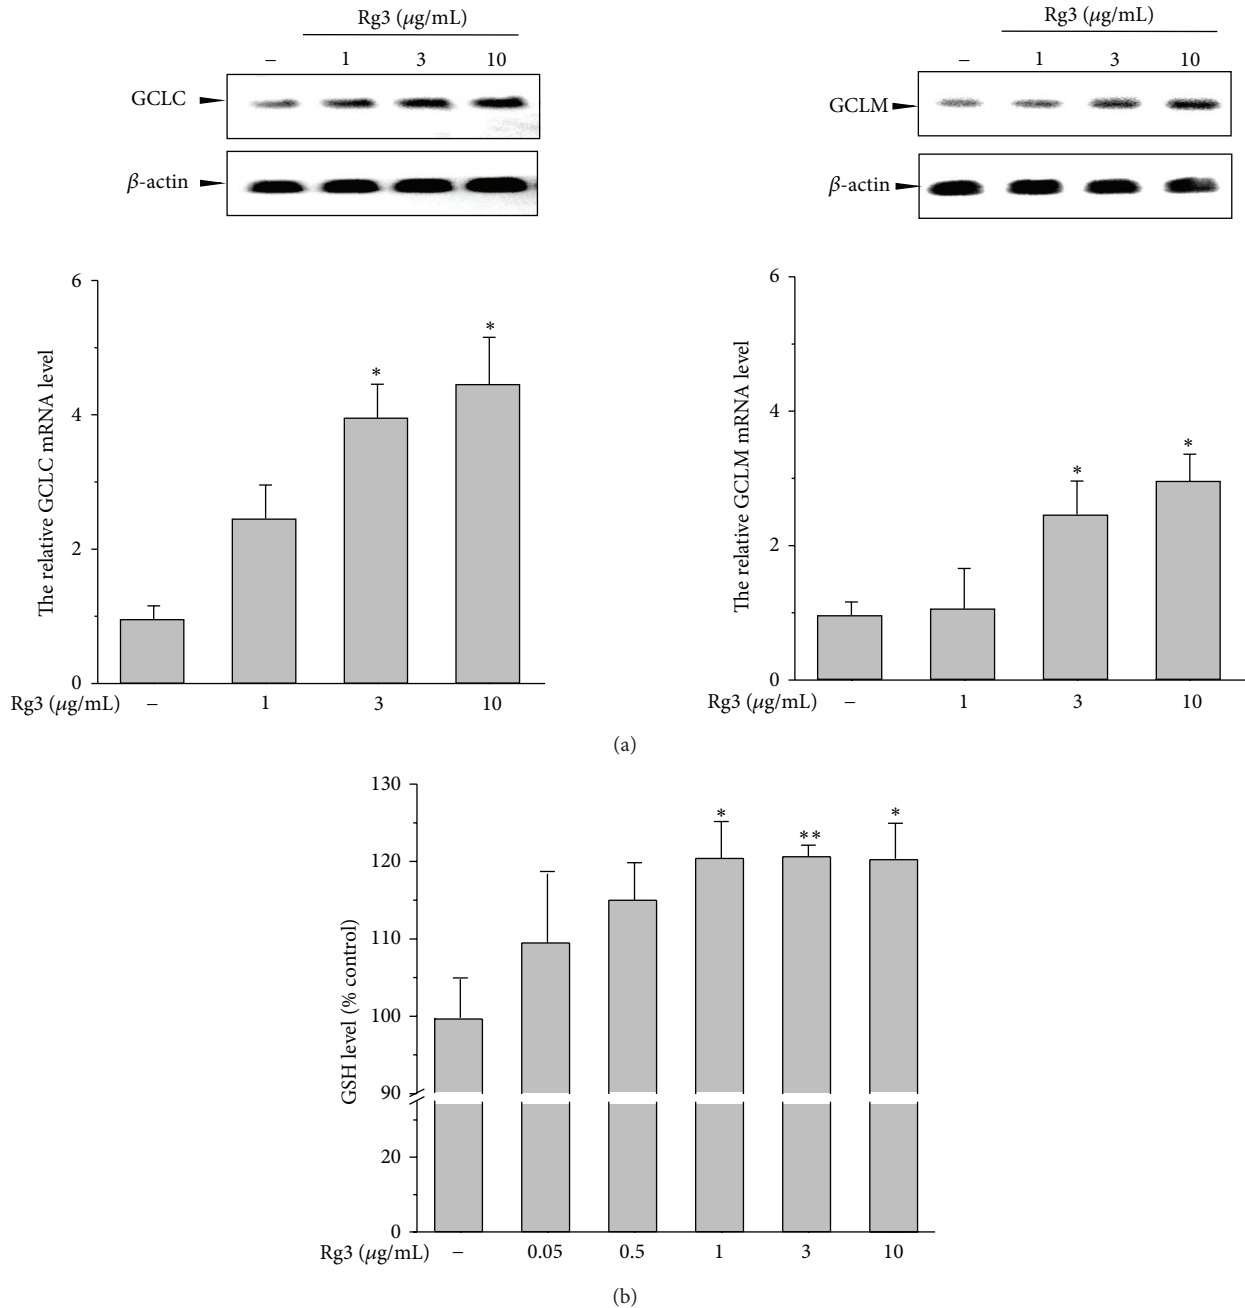 Rg3 (μg/mL)
– 1 3 10
GCLC
β-actin
6
4
2
0
The relative GCLC mRNA level
* *
Rg3 (μg/mL) – 1 3 10
Rg3 (μg/mL)
– 1 3 10
GCLM
β-actin
6
4
2
0
The relative GCLM mRNA level
* *
Rg3 (μg/mL) – 1 3 10
(a)
130
120
110
100
90
20
0
GSH level (% control)
* ** *
Rg3 (μg/mL) – 0.05 0.5 1 3 10
(b)